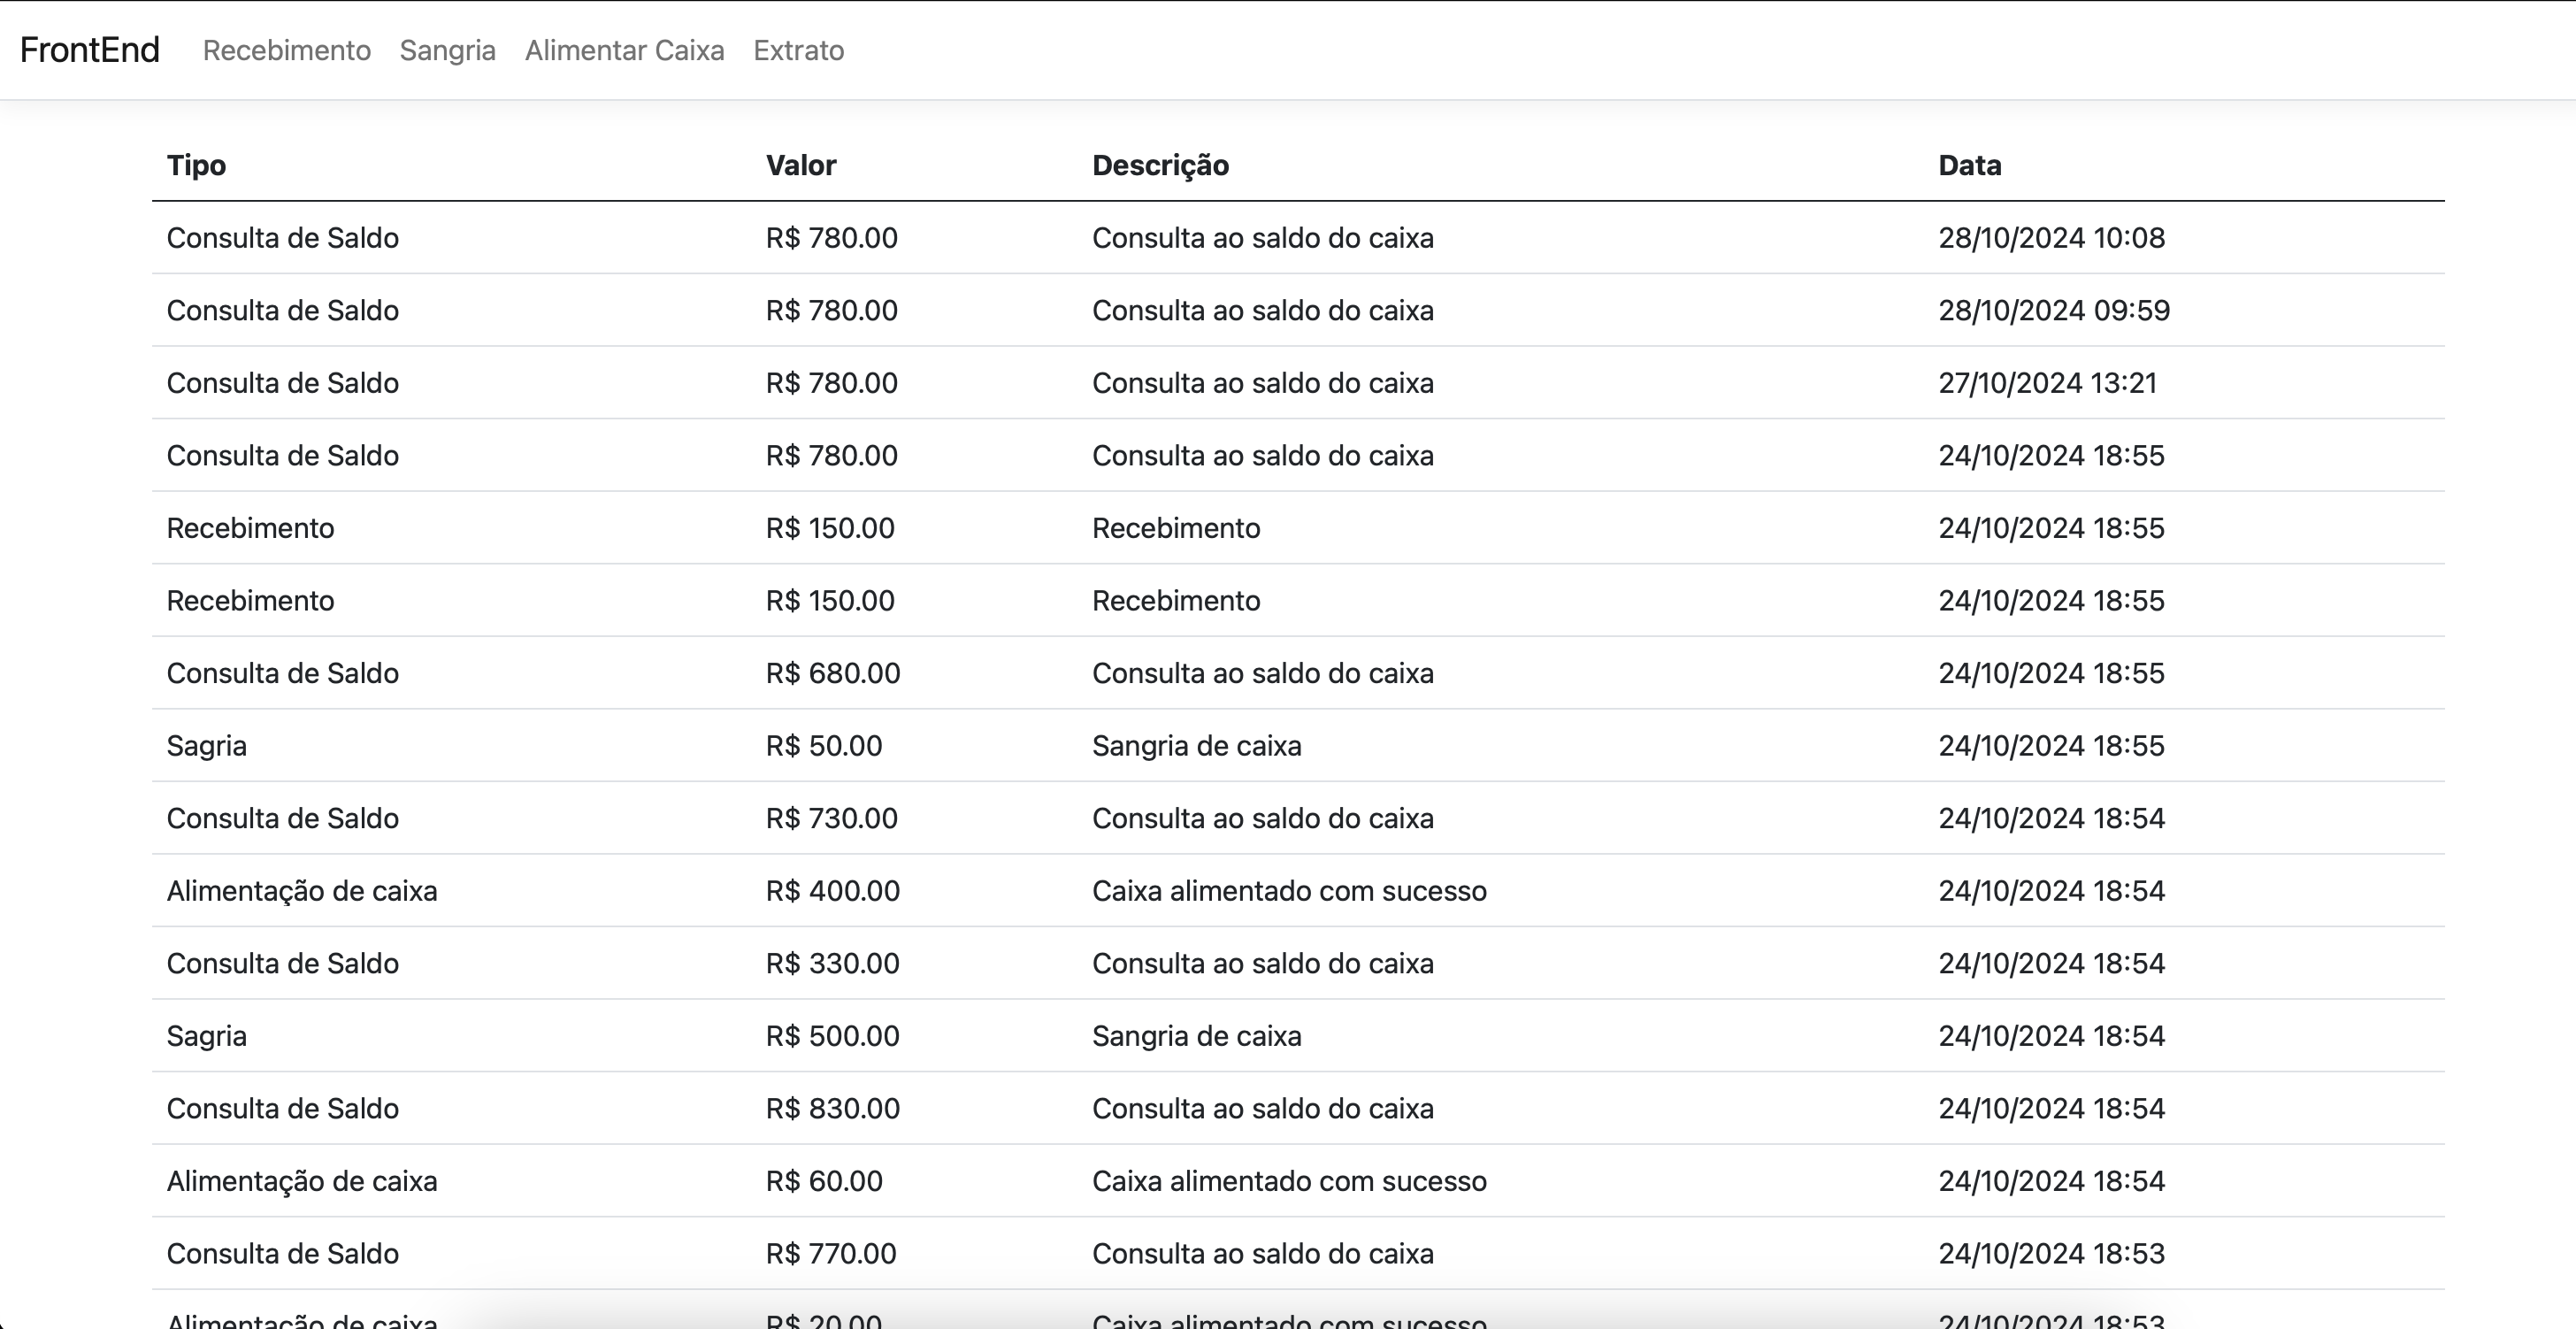 FrontEnd Recebimento Sangria Alimentar Caixa Extrato
Tipo Valor Descrição Data
Consulta de Saldo R$ 780.00 Consulta ao saldo do caixa 28/10/2024 10:08
Consulta de Saldo R$ 780.00 Consulta ao saldo do caixa 28/10/2024 09:59
Consulta de Saldo R$ 780.00 Consulta ao saldo do caixa 27/10/2024 13:21
Consulta de Saldo R$ 780.00 Consulta ao saldo do caixa 24/10/2024 18:55
Recebimento R$ 150.00 Recebimento 24/10/2024 18:55
Recebimento R$ 150.00 Recebimento 24/10/2024 18:55
Consulta de Saldo R$ 680.00 Consulta ao saldo do caixa 24/10/2024 18:55
Sagria R$ 50.00 Sangria de caixa 24/10/2024 18:55
Consulta de Saldo R$ 730.00 Consulta ao saldo do caixa 24/10/2024 18:54
Alimentação de caixa R$ 400.00 Caixa alimentado com sucesso 24/10/2024 18:54
Consulta de Saldo R$ 330.00 Consulta ao saldo do caixa 24/10/2024 18:54
Sagria R$ 500.00 Sangria de caixa 24/10/2024 18:54
Consulta de Saldo R$ 830.00 Consulta ao saldo do caixa 24/10/2024 18:54
Alimentação de caixa R$ 60.00 Caixa alimentado com sucesso 24/10/2024 18:54
Consulta de Saldo R$ 770.00 Consulta ao saldo do caixa 24/10/2024 18:53
Alimentação de caixa R$ 20.00 Caixa alimentado com sucesso 24/10/2024 18:53